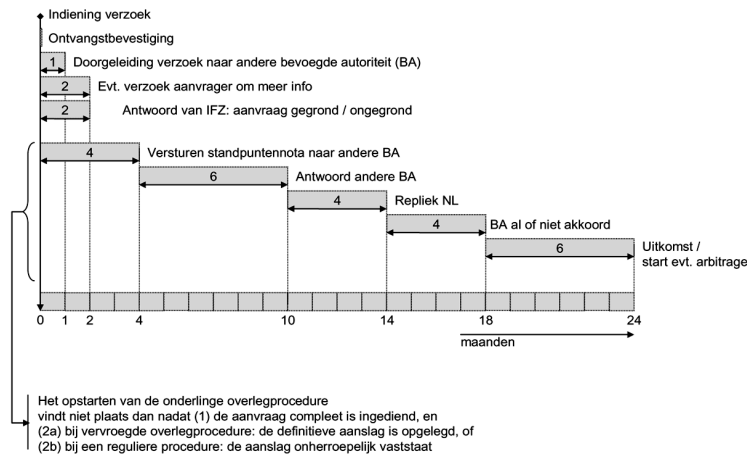 Indiening verzoek
Ontvangstbevestiging
1 Doorgeleiding verzoek naar andere bevoegde autoriteit (BA)
2 Evt. verzoek aanvrager om meer info
2 Antwoord van IFZ: aanvraag gegrond / ongegrond
4 Versturen standpuntennota naar andere BA
6 Antwoord andere BA
4 Repliek NL
4 BA al of niet akkoord
6 Uitkomst /
start evt. arbitrage
0 1 2 4 10 14 18 24
maanden
Het opstarten van de onderlinge overlegprocedure
vindt niet plaats dan nadat (1) de aanvraag compleet is ingediend, en
(2a) bij vervroegde overlegprocedure: de definitieve aanslag is opgelegd, of
(2b) bij een reguliere procedure: de aanslag onherroepelijk vaststaat